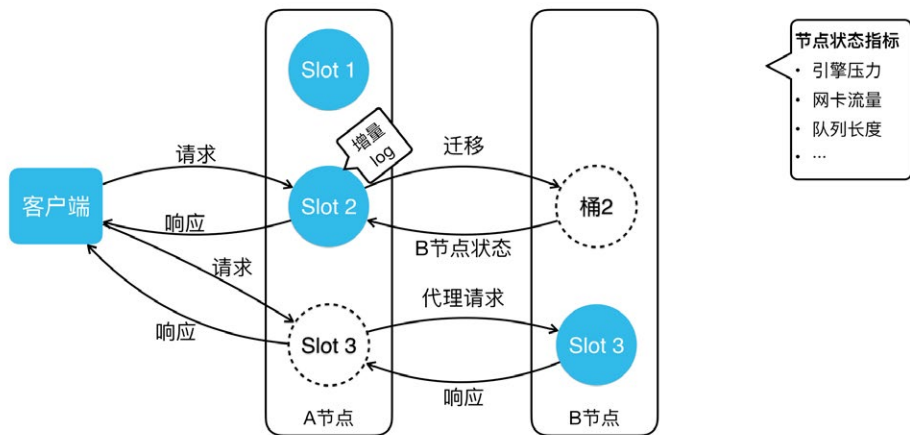 Slot 1
增量
log
请求
迁移
客户端
Slot 2
桶2
响应
B节点状态
请求
代理请求
响应
Slot 3
Slot 3
响应
A节点
B节点
节点状态指标
• 引擎压力
• 网卡流量
• 队列长度
• ...